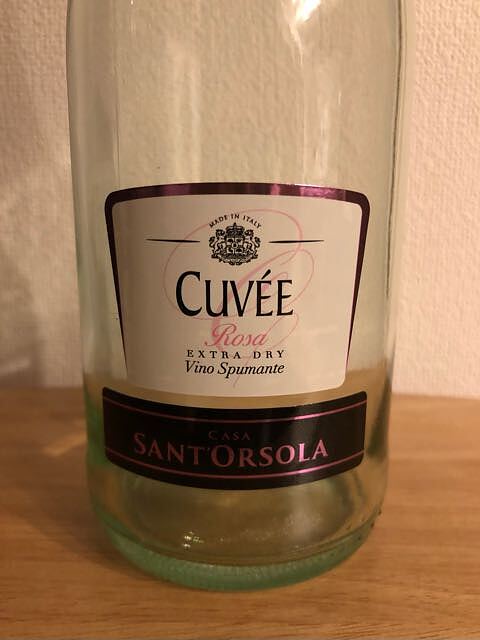 MADE IN ITALY
CUVÉE
Rosa
EXTRA DRY
Vino Spumante
CASA
SANT'ORSOLA